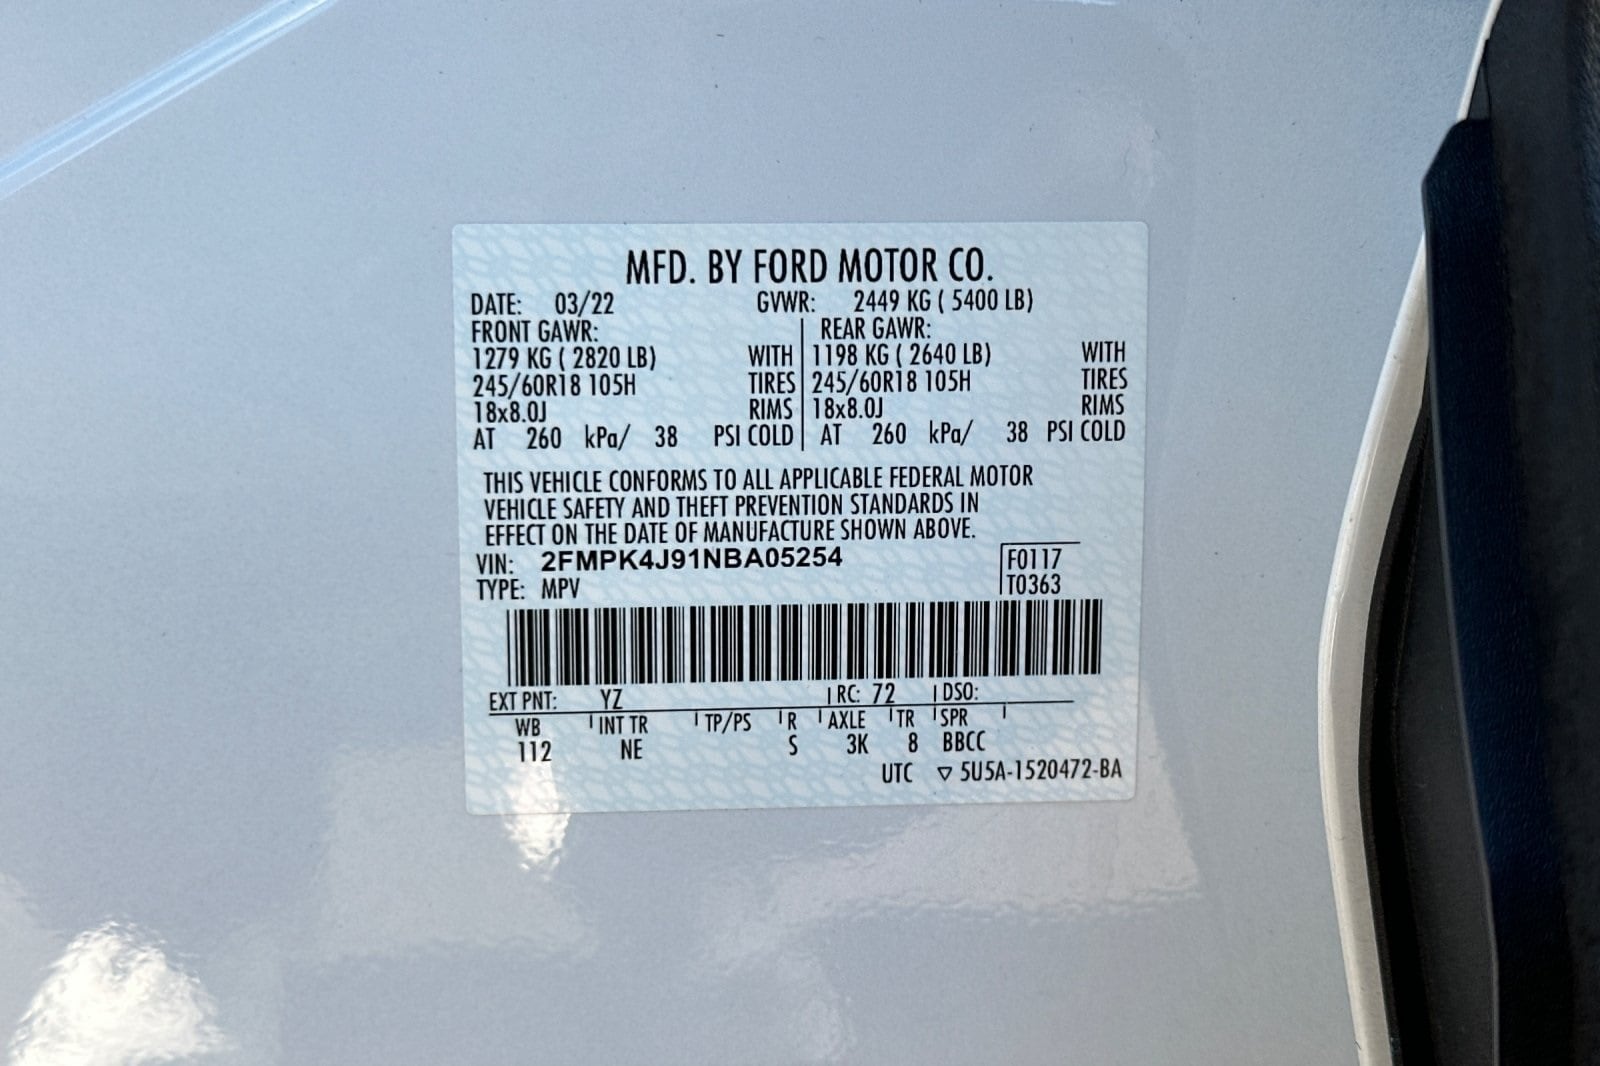 MFD. BY FORD MOTOR CO.
DATE: 03/22 GVWR: 2449 KG ( 5400 LB)
FRONT GAWR: REAR GAWR:
1279 KG ( 2820 LB) WITH 1198 KG ( 2640 LB) WITH
245/60R18 105H TIRES 245/60R18 105H TIRES
18x8.0J RIMS 18x8.0J RIMS
AT 260 kPa/ 38 PSI COLD AT 260 kPa/ 38 PSI COLD
THIS VEHICLE CONFORMS TO ALL APPLICABLE FEDERAL MOTOR
VEHICLE SAFETY AND THEFT PREVENTION STANDARDS IN
EFFECT ON THE DATE OF MANUFACTURE SHOWN ABOVE.
VIN: 2FMPK4J91NBA05254 F0117
TYPE: MPV T0363
EXT PNT: YZ RC: 72 DSO:
WB INT TR TP/PS R AXLE TR SPR
112 NE S 3K 8 BBCC
UTC ▽ 5U5A-1520472-BA